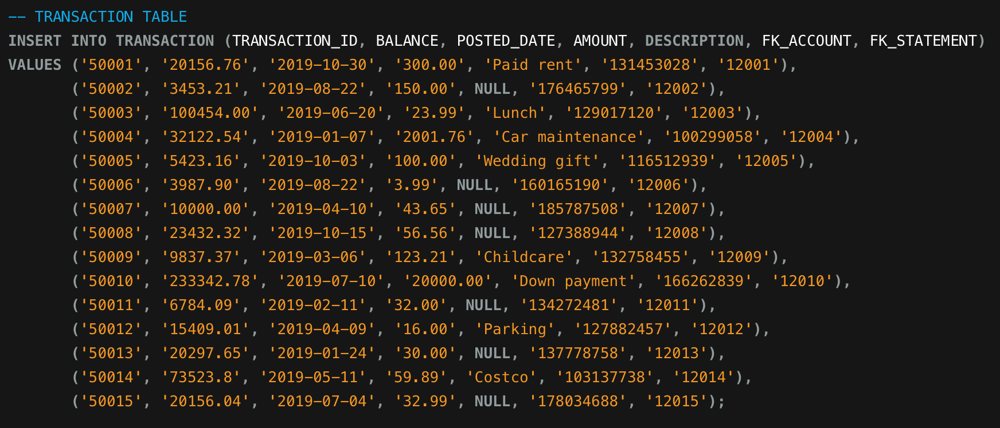 -- TRANSACTION TABLE
INSERT INTO TRANSACTION (TRANSACTION_ID, BALANCE, POSTED_DATE, AMOUNT, DESCRIPTION, FK_ACCOUNT, FK_STATEMENT)
VALUES ('50001', '20156.76', '2019-10-30', '300.00', 'Paid rent', '131453028', '12001'),
('50002', '3453.21', '2019-08-22', '150.00', NULL, '176465799', '12002'),
('50003', '100454.00', '2019-06-20', '23.99', 'Lunch', '129017120', '12003'),
('50004', '32122.54', '2019-01-07', '2001.76', 'Car maintenance', '100299058', '12004'),
('50005', '5423.16', '2019-10-03', '100.00', 'Wedding gift', '116512939', '12005'),
('50006', '3987.90', '2019-08-22', '3.99', NULL, '160165190', '12006'),
('50007', '10000.00', '2019-04-10', '43.65', NULL, '185787508', '12007'),
('50008', '23432.32', '2019-10-15', '56.56', NULL, '127388944', '12008'),
('50009', '9837.37', '2019-03-06', '123.21', 'Childcare', '132758455', '12009'),
('50010', '233342.78', '2019-07-10', '20000.00', 'Down payment', '166262839', '12010'),
('50011', '6784.09', '2019-02-11', '32.00', NULL, '134272481', '12011'),
('50012', '15409.01', '2019-04-09', '16.00', 'Parking', '127882457', '12012'),
('50013', '20297.65', '2019-01-24', '30.00', NULL, '137778758', '12013'),
('50014', '73523.8', '2019-05-11', '59.89', 'Costco', '103137738', '12014'),
('50015', '20156.04', '2019-07-04', '32.99', NULL, '178034688', '12015');